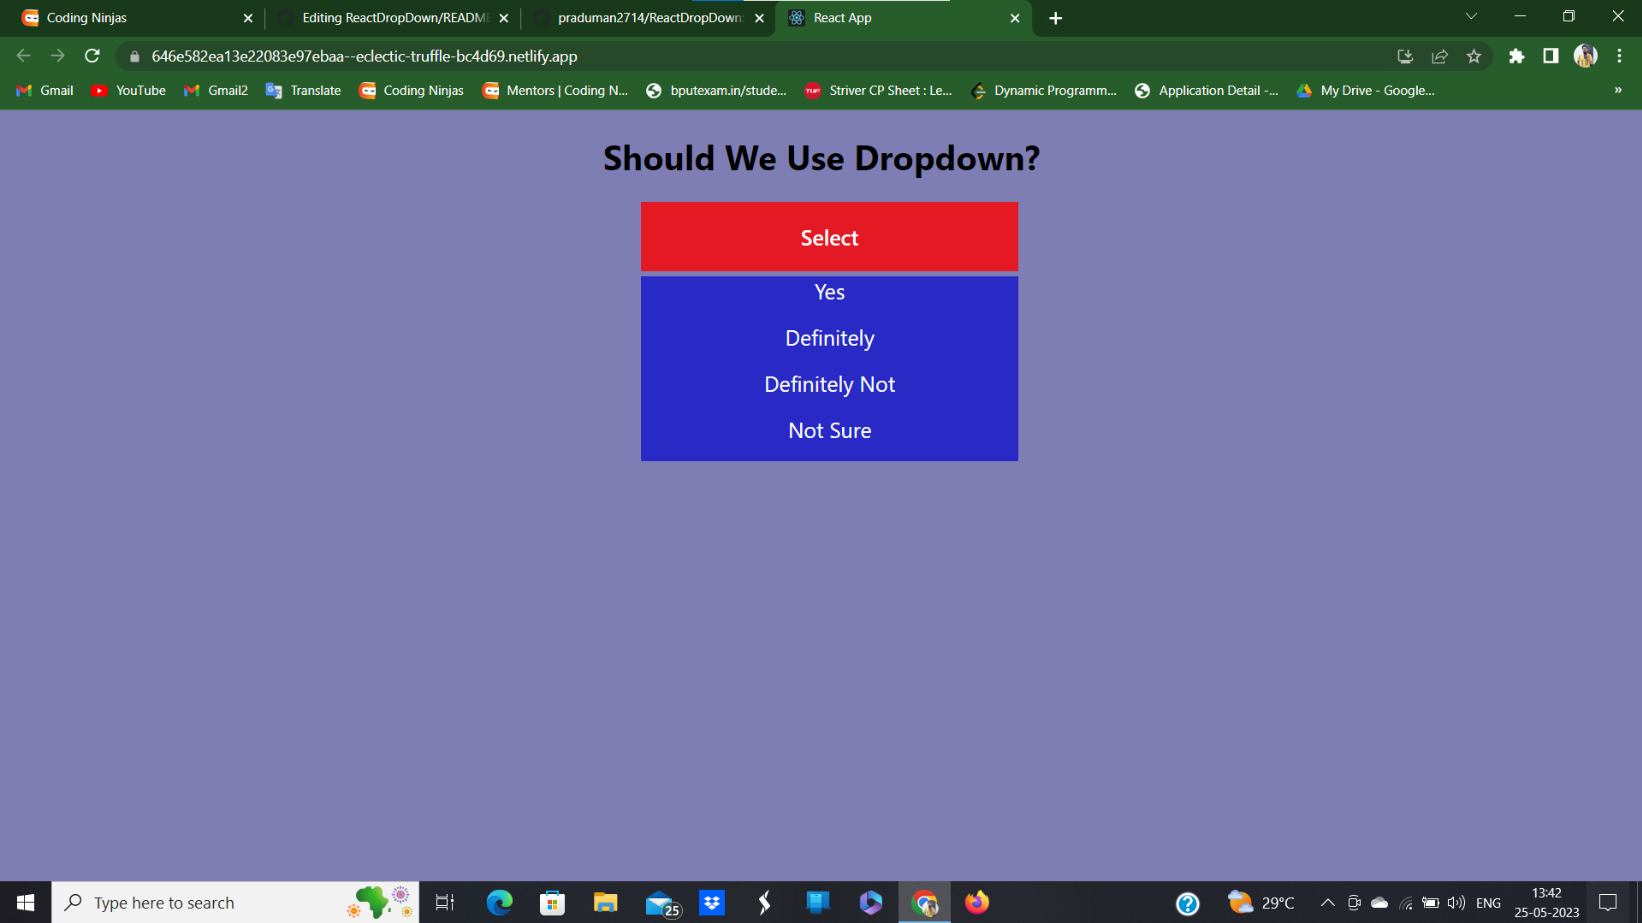 Coding Ninjas
Editing ReactDropDown/README
praduman2714/ReactDropDown:
React App
646e582ea13e22083e97ebaa--eclectic-truffle-bc4d69.netlify.app
Gmail
YouTube
Gmail2
Translate
Coding Ninjas
Mentors | Coding N...
bputexam.in/stude...
Striver CP Sheet : Le...
Dynamic Programm...
Application Detail -...
My Drive - Google...
»
Should We Use Dropdown?
Select
Yes
Definitely
Definitely Not
Not Sure
Type here to search
25
29°C
ENG
13:42
25-05-2023